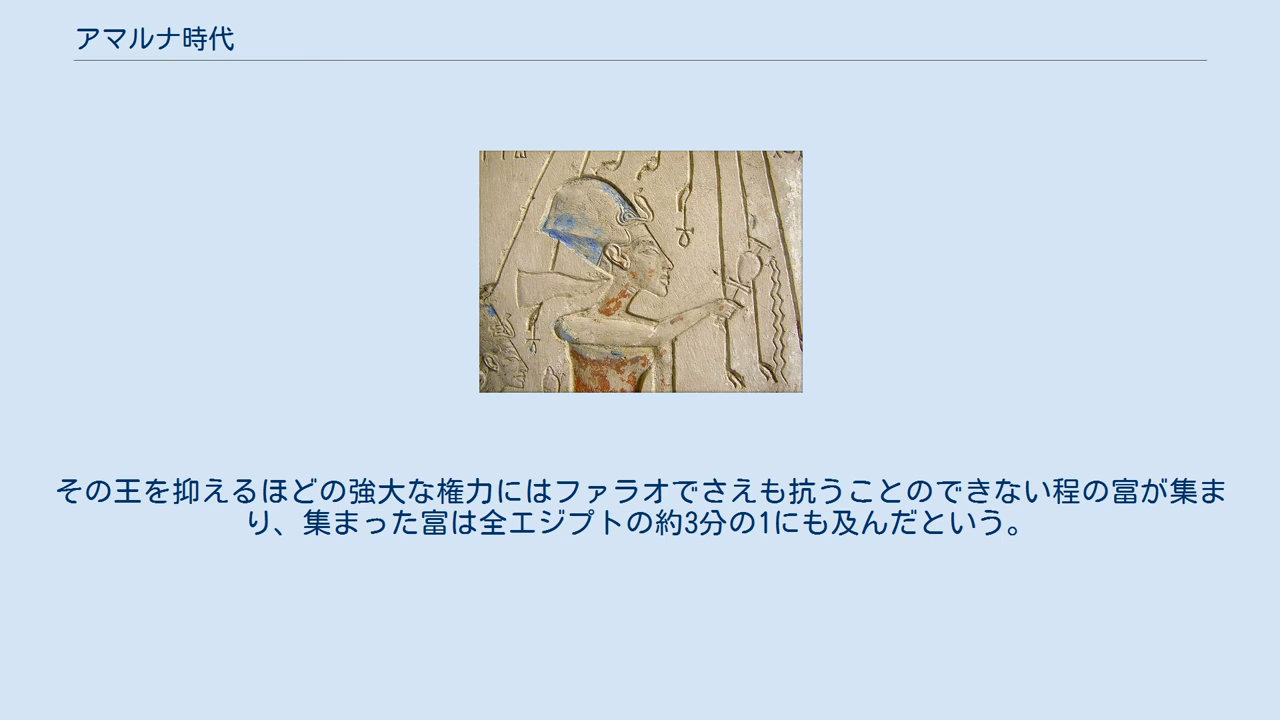 アマルナ時代
その王を抑えるほどの強大な権力にはファラオでさえも抗うことのできない程の富が集ま
り、集まった富は全エジプトの約3分の1にも及んだという。